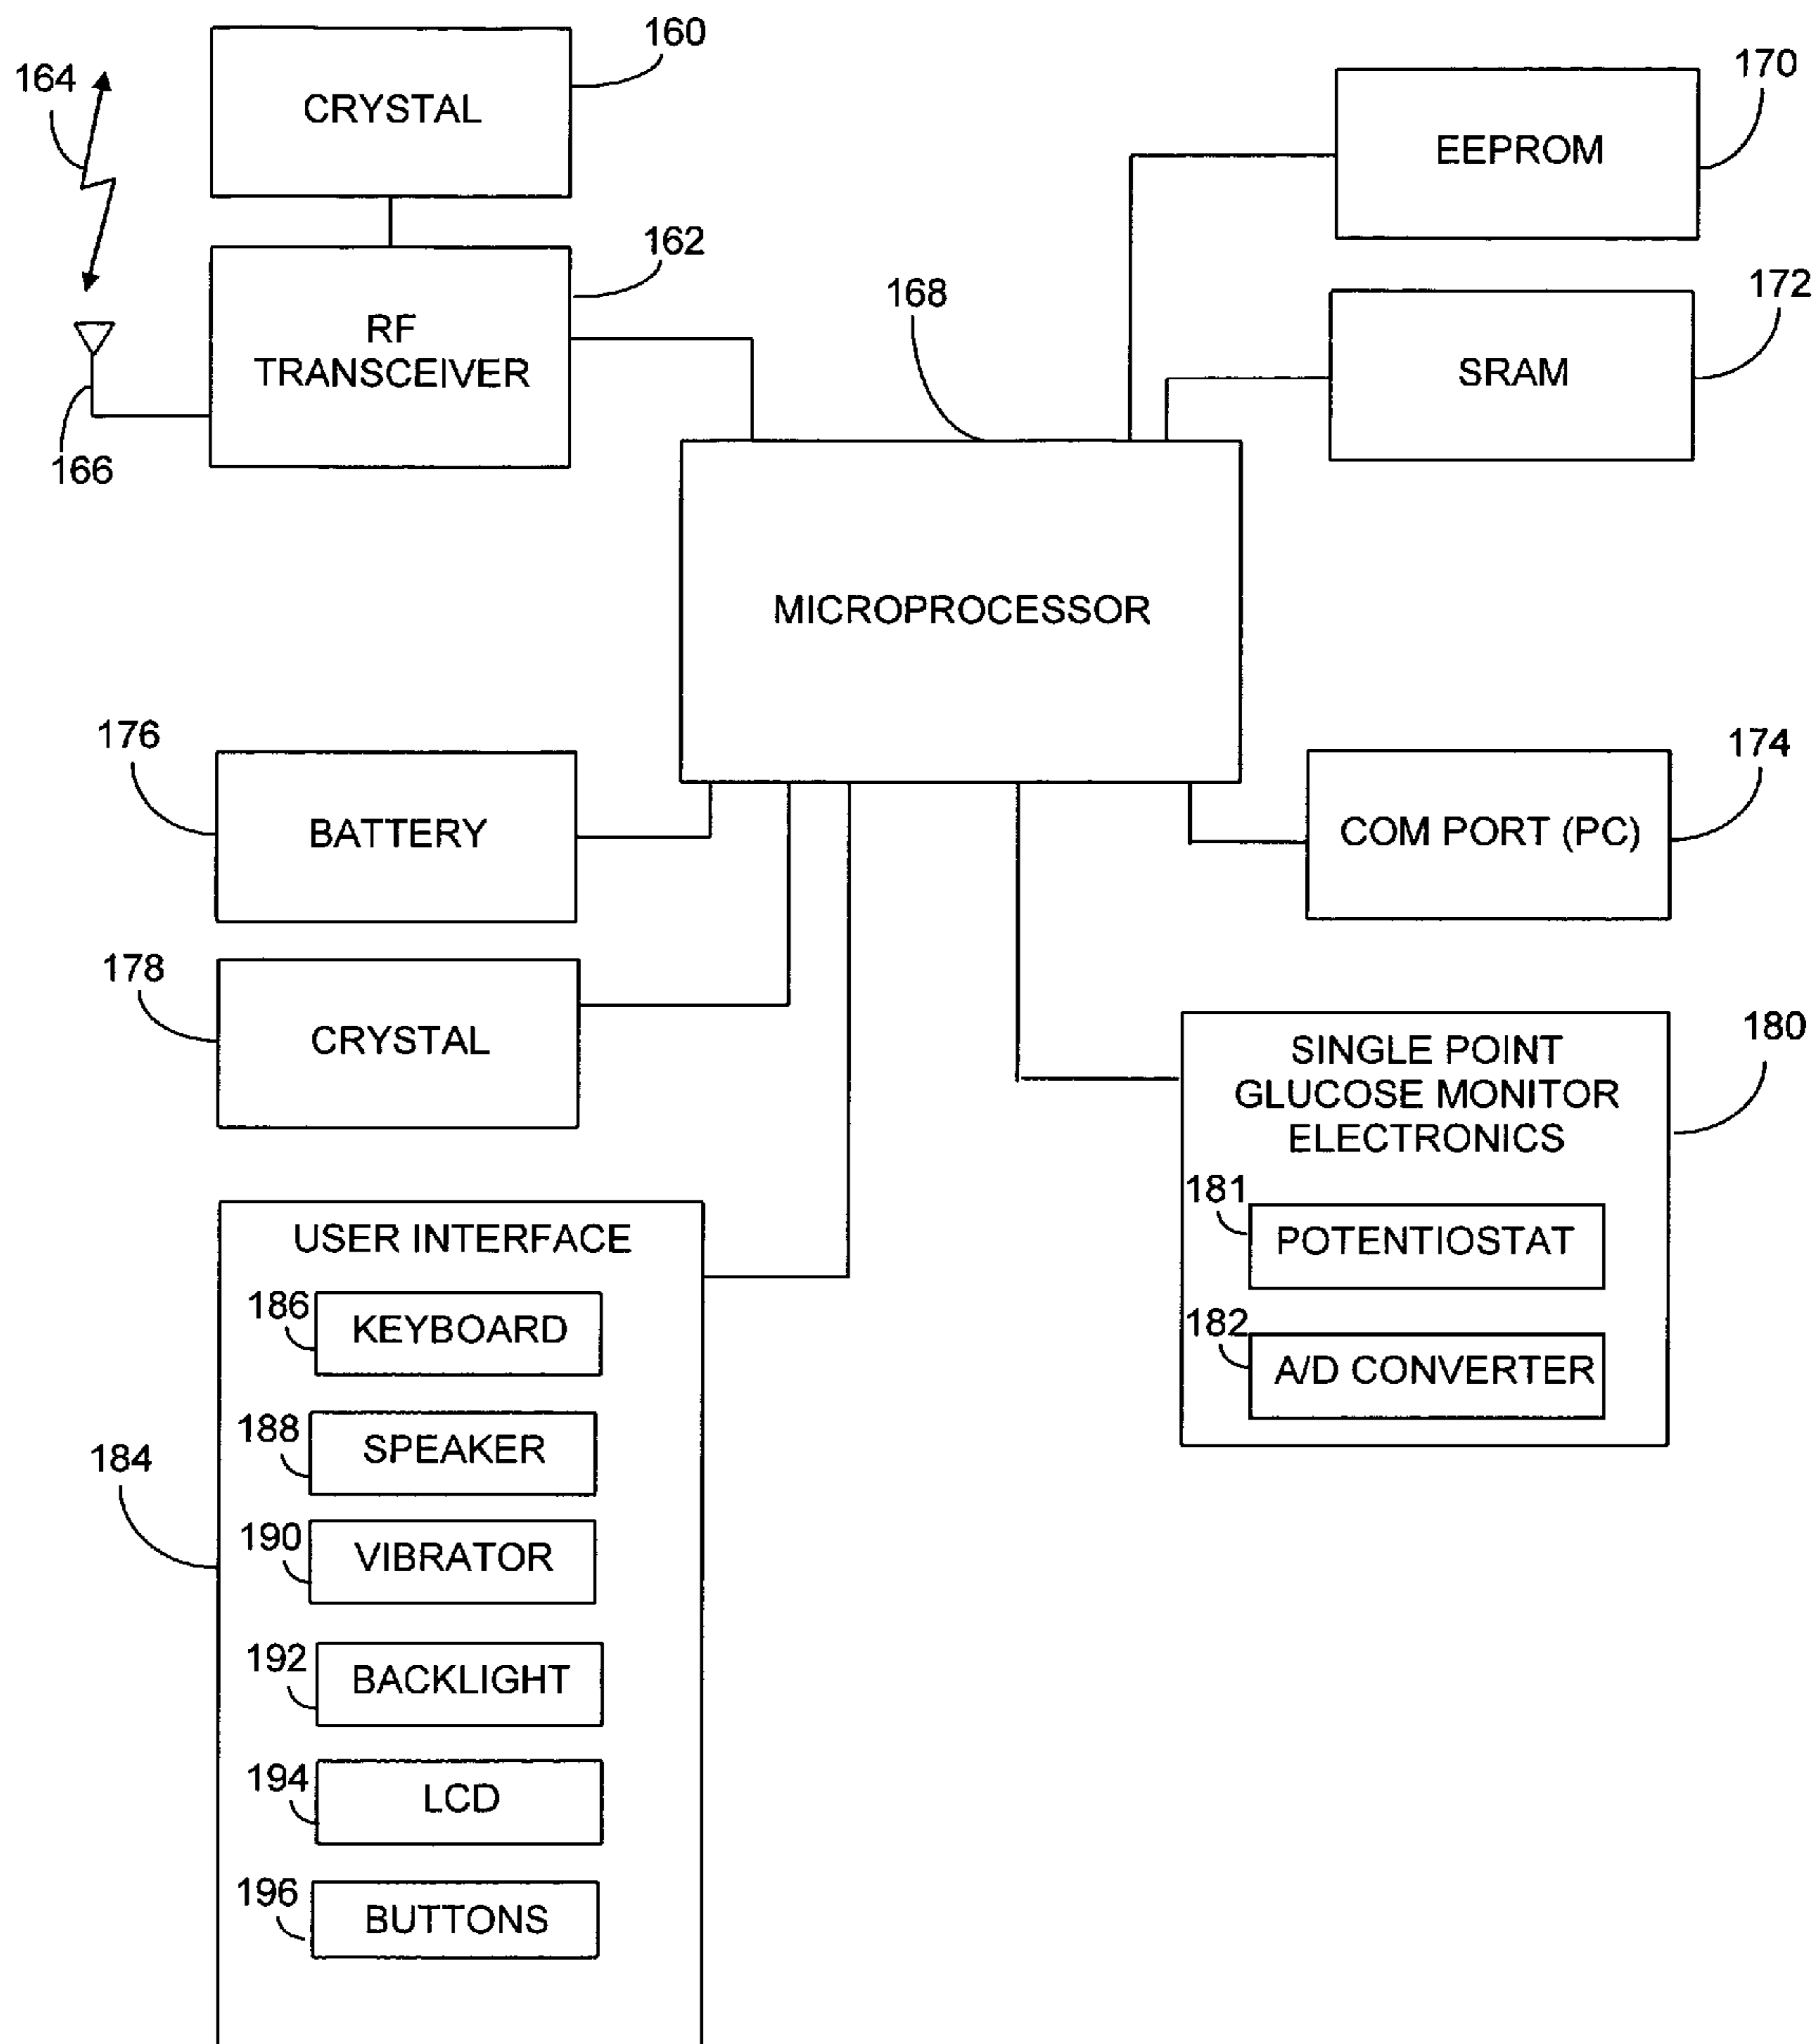 160
164
CRYSTAL
170
EEPROM
162
172
168
RF
TRANSCEIVER
SRAM
166
MICROPROCESSOR
176
174
BATTERY
COM PORT (PC)
178
CRYSTAL
180
SINGLE POINT
GLUCOSE MONITOR
ELECTRONICS
181
POTENTIOSTAT
182
A/D CONVERTER
USER INTERFACE
186
KEYBOARD
188
SPEAKER
184
190
VIBRATOR
192
BACKLIGHT
194
LCD
196
BUTTONS